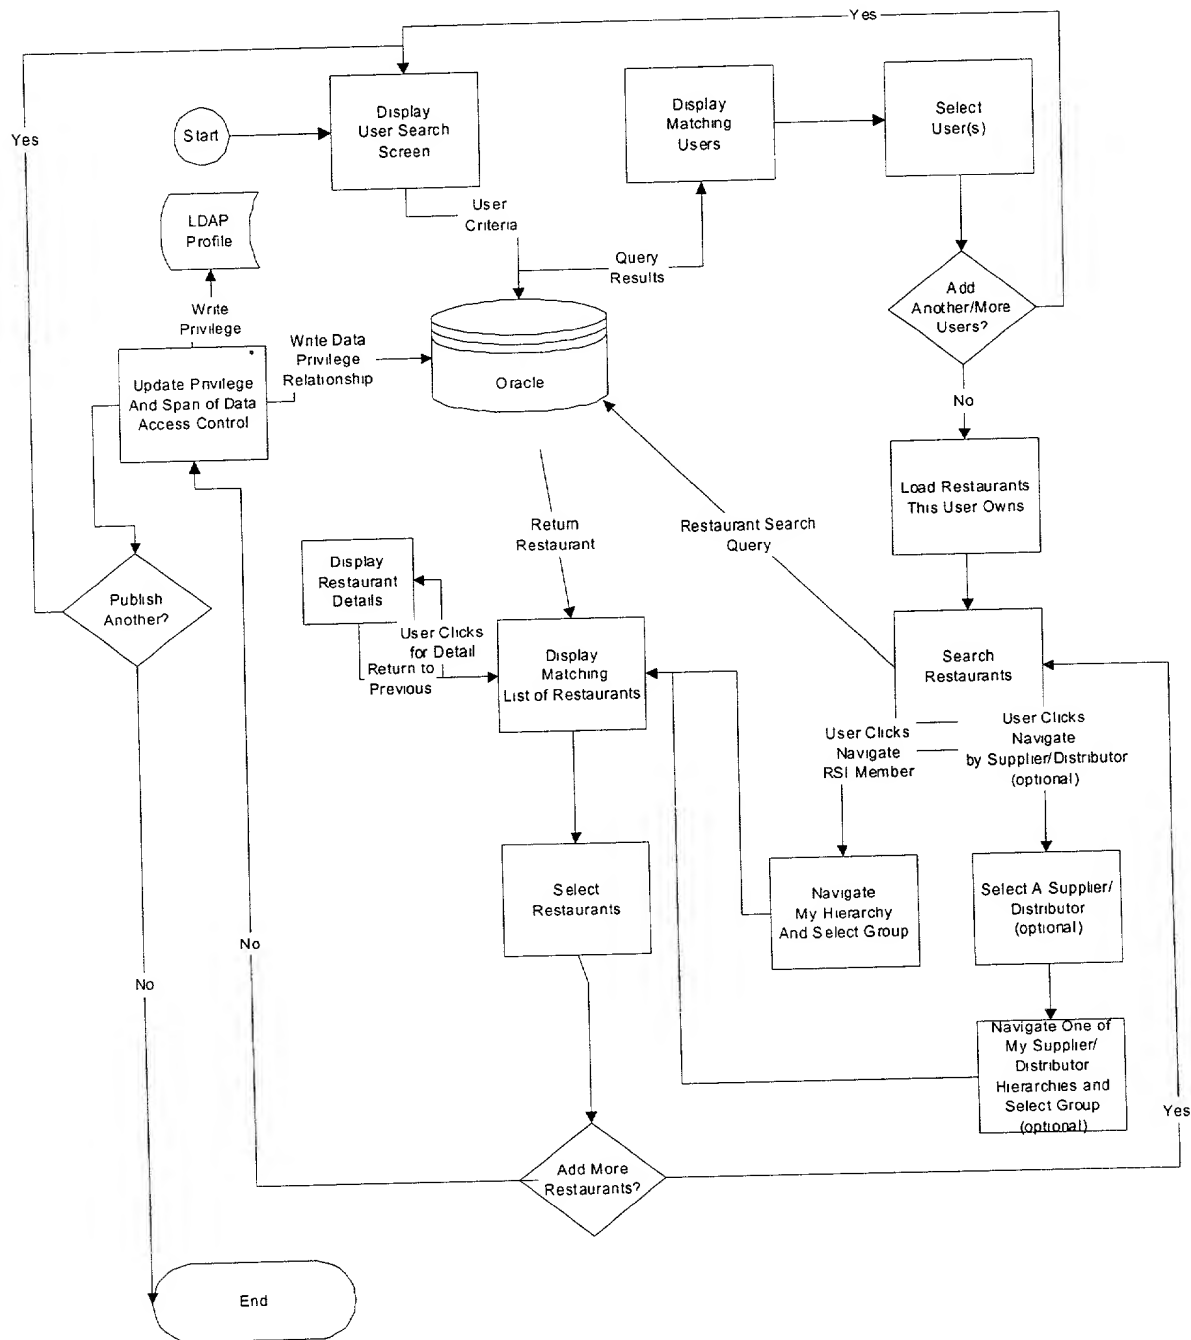 Yes
Yes
Start
Display
User Search
Screen
Display
Matching
Users
Select
User(s)
LDAP
Profile
User
Criteria
Query
Results
Add
Another/More
Users?
Write
Privilege
Write Data
Privilege
Relationship
Oracle
Update Privilege
And Span of Data
Access Control
No
Load Restaurants
This User Owns
Return
Restaurant
Restaurant Search
Query
Display
Restaurant
Details
Publish
Another?
User Clicks
for Detail
Return to
Previous
Display
Matching
List of Restaurants
Search
Restaurants
User Clicks
Navigate
RSI Member
User Clicks
Navigate
by Supplier/Distributor
(optional)
Select
Restaurants
Navigate
My Hierarchy
And Select Group
Select A Supplier/
Distributor
(optional)
No
No
Navigate One of
My Supplier/
Distributor
Hierarchies and
Select Group
(optional)
Yes
Add More
Restaurants?
End